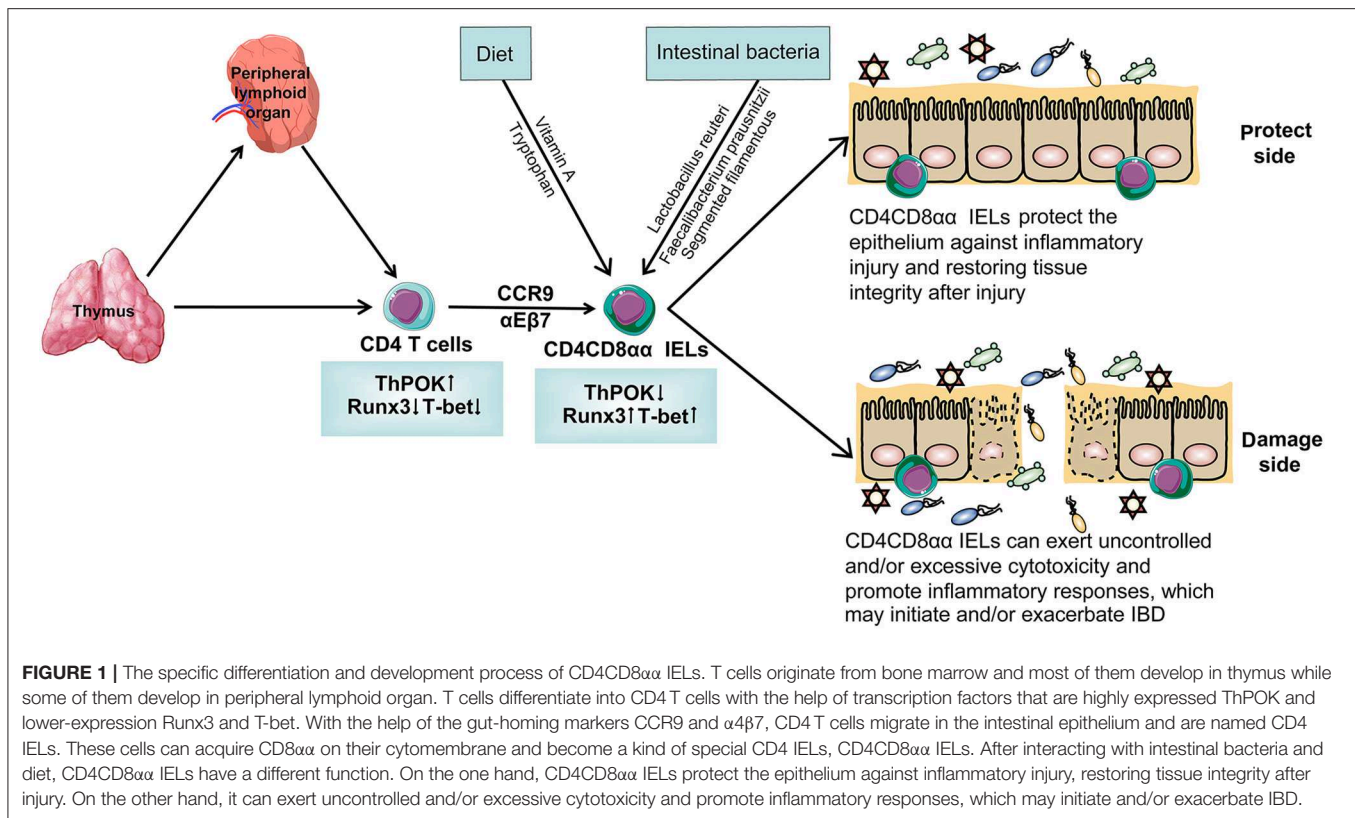 Diet
Intestinal bacteria
Peripheral
lymphoid
organ
Vitamin A
Tryptophan
Lactobacillus reuteri
Faecalibacterium prausnitzii
Segmented filamentous
Protect
side
CD4CD8αα IELs protect the
epithelium against inflammatory
injury and restoring tissue
integrity after injury
Thymus
CCR9
αEβ7
CD4 T cells
CD4CD8αα IELs
ThPOK↑
Runx3↓T-bet↓
ThPOK↓
Runx3↑T-bet↑
Damage
side
CD4CD8αα IELs can exert uncontrolled
and/or excessive cytotoxicity and
promote inflammatory responses, which
may initiate and/or exacerbate IBD
FIGURE 1 | The specific differentiation and development process of CD4CD8αα IELs. T cells originate from bone marrow and most of them develop in thymus while
some of them develop in peripheral lymphoid organ. T cells differentiate into CD4 T cells with the help of transcription factors that are highly expressed ThPOK and
lower-expression Runx3 and T-bet. With the help of the gut-homing markers CCR9 and α4β7, CD4 T cells migrate in the intestinal epithelium and are named CD4
IELs. These cells can acquire CD8αα on their cytomembrane and become a kind of special CD4 IELs, CD4CD8αα IELs. After interacting with intestinal bacteria and
diet, CD4CD8αα IELs have a different function. On the one hand, CD4CD8αα IELs protect the epithelium against inflammatory injury, restoring tissue integrity after
injury. On the other hand, it can exert uncontrolled and/or excessive cytotoxicity and promote inflammatory responses, which may initiate and/or exacerbate IBD.